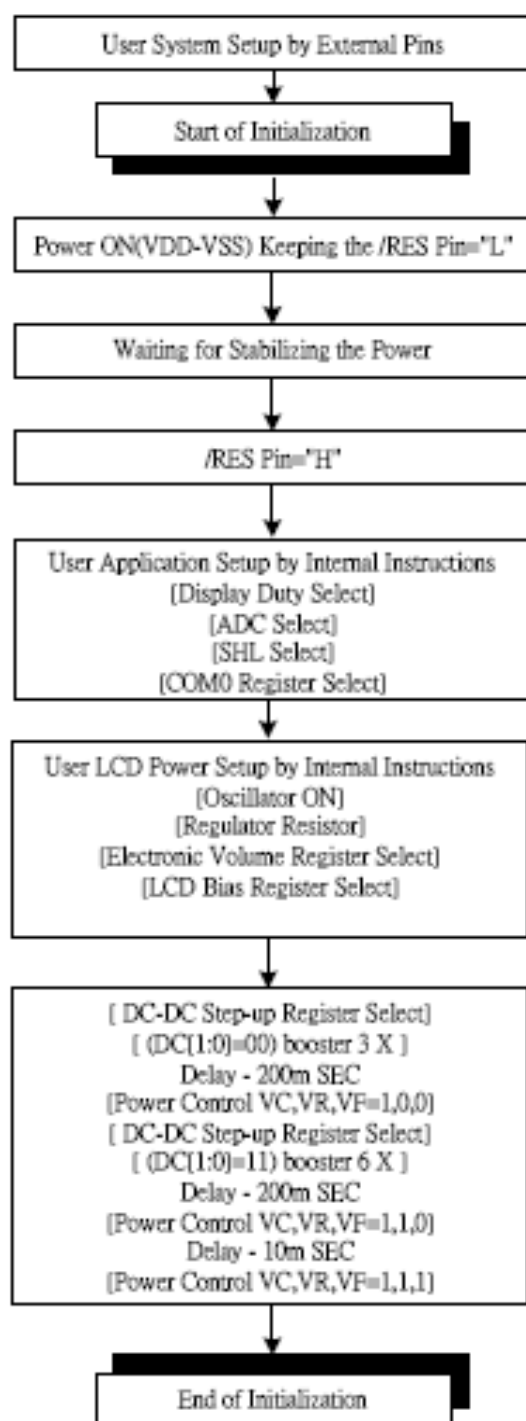 User System Setup by External Pins
Start of Initialization
Power ON(VDD-VSS) Keeping the /RES Pin="L"
Waiting for Stabilizing the Power
/RES Pin="H"
User Application Setup by Internal Instructions
[Display Duty Select]
[ADC Select]
[SHL Select]
[COM0 Register Select]
User LCD Power Setup by Internal Instructions
[Oscillator ON]
[Regulator Resistor]
[Electronic Volume Register Select]
[LCD Bias Register Select]
[ DC-DC Step-up Register Select]
[ (DC[1:0]=00) booster 3 X ]
Delay - 200m SEC
[Power Control VC,VR,VF=1,0,0]
[DC-DC Step-up Register Select]
[ (DC[1:0]=11) booster 6 X ]
Delay - 200m SEC
[Power Control VC,VR,VF=1,1,0]
Delay - 10m SEC
[Power Control VC,VR,VF=1,1,1]
End of Initialization